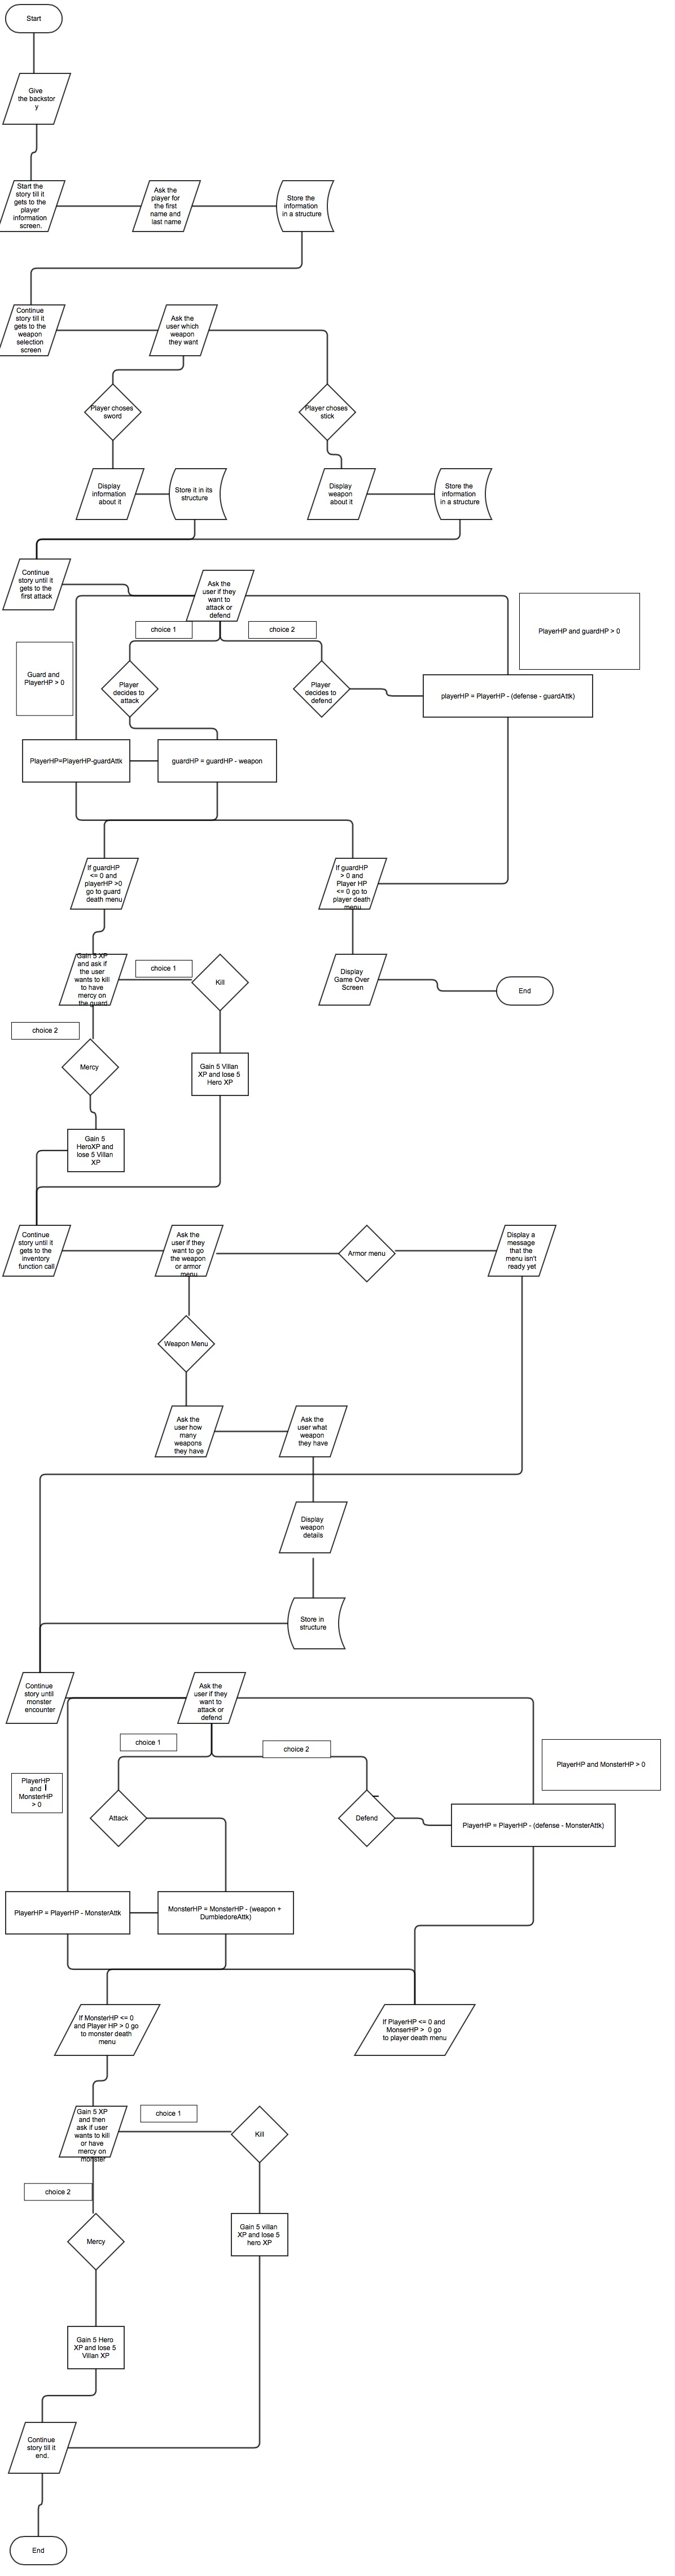 Start
Give
the backstor
y
Start the
story till it
gets to the
player
information
screen.
Ask the
player for
the first
name and
last name
Store the
information
in a structure
Continue
story till it
gets to the
weapon
selection
screen
Ask the
user which
weapon
they want
Player choses
sword
Player choses
stick
Display
information
about it
Store it in its
structure
Display
weapon
about it
Store the
information
in a structure
Continue
story until it
gets to the
first attack
Ask the
user if they
want to
attack or
defend
choice 1
choice 2
PlayerHP and guardHP > 0
Guard and
PlayerHP > 0
Player
decides to
attack
Player
decides to
defend
playerHP = PlayerHP - (defense - guardAttk)
PlayerHP=PlayerHP-guardAttk
guardHP = guardHP - weapon
If guardHP
<= 0 and
playerHP >0
go to guard
death menu
If guardHP
> 0 and
Player HP
<= 0 go to
player death
menu
Gain 5 XP
and ask if
the user
wants to kill
to have
mercy on
the guard
choice 1
Kill
Display
Game Over
Screen
End
choice 2
Mercy
Gain 5 Villan
XP and lose 5
Hero XP
Gain 5
HeroXP and
lose 5 Villan
XP
Continue
story until it
gets to the
inventory
function call
Ask the
user if they
want to go
the weapon
or armor
menu
Armor menu
Display a
message
that the
menu isn't
ready yet
Weapon Menu
Ask the
user how
many
weapons
they have
Ask the
user what
weapon
they have
Display
weapon
details
Store in
structure
Continue
story until
monster
encounter
Ask the
user if they
want to
attack or
defend
choice 1
choice 2
PlayerHP and MonsterHP > 0
PlayerHP
and
MonsterHP
> 0
Attack
Defend
PlayerHP = PlayerHP - (defense - MonsterAttk)
PlayerHP = PlayerHP - MonsterAttk
MonsterHP = MonsterHP - (weapon +
DumbledoreAttk)
If MonsterHP <= 0
and Player HP > 0 go
to monster death
menu
If PlayerHP <= 0 and
MonserHP > 0 go
to player death menu
Gain 5 XP
and then
ask if user
wants to kill
or have
mercy on
monster
choice 1
Kill
choice 2
Mercy
Gain 5 villan
XP and lose 5
hero XP
Gain 5 Hero
XP and lose 5
Villan XP
Continue
story till it
end.
End